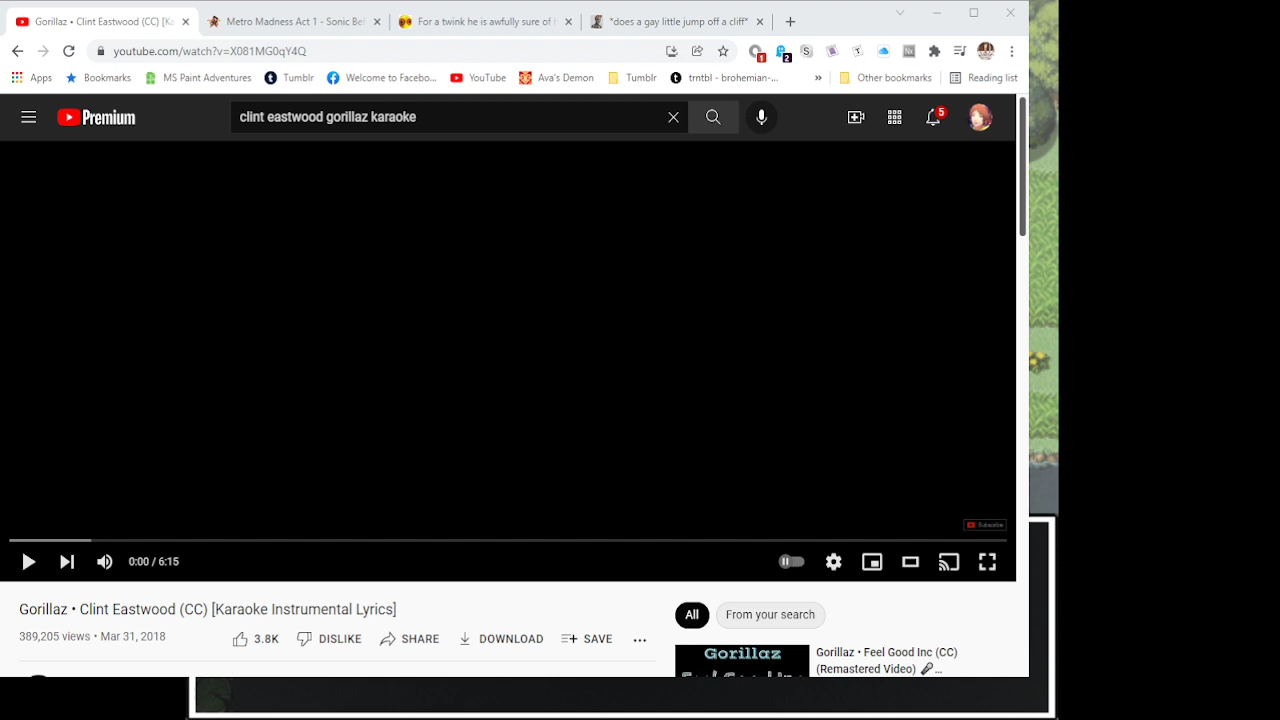 Gorillaz • Clint Eastwood (CC) [Ka
Metro Madness Act 1 - Sonic Be
For a twink he is awfully sure of
*does a gay little jump off a cliff*
youtube.com/watch?v=X081MG0qY4Q
1
2
Apps
Bookmarks
MS Paint Adventures
Tumblr
Welcome to Facebo...
YouTube
Ava's Demon
Tumblr
tmtbl - brohemian-...
»
Other bookmarks
Reading list
Premium
clint eastwood gorillaz karaoke
5
Subscribe
0:00 / 6:15
Gorillaz • Clint Eastwood (CC) [Karaoke Instrumental Lyrics]
389,205 views • Mar 31, 2018
3.8K
DISLIKE
SHARE
DOWNLOAD
SAVE
...
All
From your search
Gorillaz
Gorillaz • Feel Good Inc (CC)
(Remastered Video) 🎤...